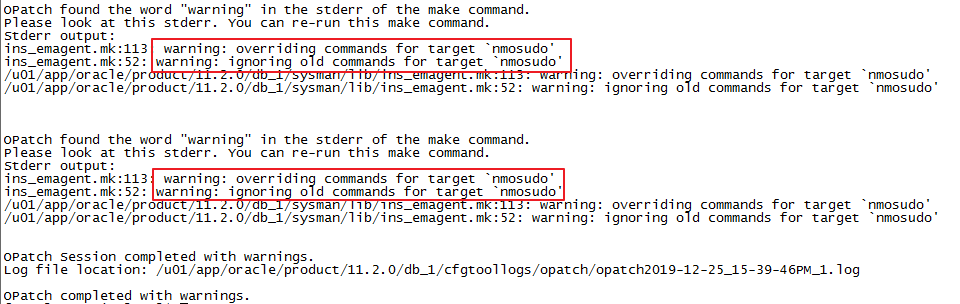 OPatch found the word "warning" in the stderr of the make command.
Please look at this stderr. You can re-run this make command.
Stderr output:
ins_emagent.mk:113: warning: overriding commands for target `nmosudo'
ins_emagent.mk:52: warning: ignoring old commands for target `nmosudo'
/u01/app/oracle/product/11.2.0/db_1/sysman/lib/ins_emagent.mk:113: warning: overriding commands for target `nmosudo'
/u01/app/oracle/product/11.2.0/db_1/sysman/lib/ins_emagent.mk:52: warning: ignoring old commands for target `nmosudo'
OPatch found the word "warning" in the stderr of the make command.
Please look at this stderr. You can re-run this make command.
Stderr output:
ins_emagent.mk:113: warning: overriding commands for target `nmosudo'
ins_emagent.mk:52: warning: ignoring old commands for target `nmosudo'
/u01/app/oracle/product/11.2.0/db_1/sysman/lib/ins_emagent.mk:113: warning: overriding commands for target `nmosudo'
/u01/app/oracle/product/11.2.0/db_1/sysman/lib/ins_emagent.mk:52: warning: ignoring old commands for target `nmosudo'
OPatch Session completed with warnings.
Log file location: /u01/app/oracle/product/11.2.0/db_1/cfgtoollogs/opatch/opatch2019-12-25_15-39-46PM_1.log
OPatch completed with warnings.